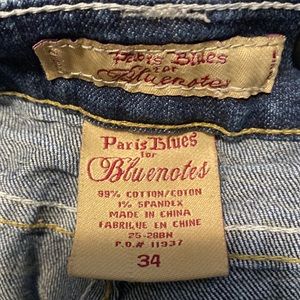 Paris Blues
for
Bluenotes
Paris Blues
for
Bluenotes
99% COTTON/COTON
1% SPANDEX
MADE IN CHINA
FABRIQUE EN CHINE
25-28BN
P.O.# 11937
34